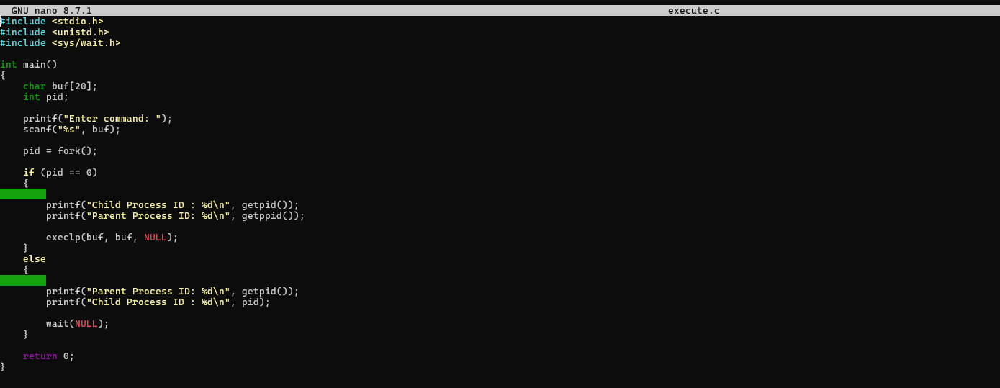 GNU nano 8.7.1 execute.c
#include <stdio.h>
#include <unistd.h>
#include <sys/wait.h>

int main()
{
    char buf[20];
    int pid;

    printf("Enter command: ");
    scanf("%s", buf);

    pid = fork();

    if (pid == 0)
    {

        printf("Child Process ID : %d\n", getpid());
        printf("Parent Process ID: %d\n", getppid());

        execlp(buf, buf, NULL);
    }
    else
    {

        printf("Parent Process ID: %d\n", getpid());
        printf("Child Process ID : %d\n", pid);

        wait(NULL);
    }

    return 0;
}